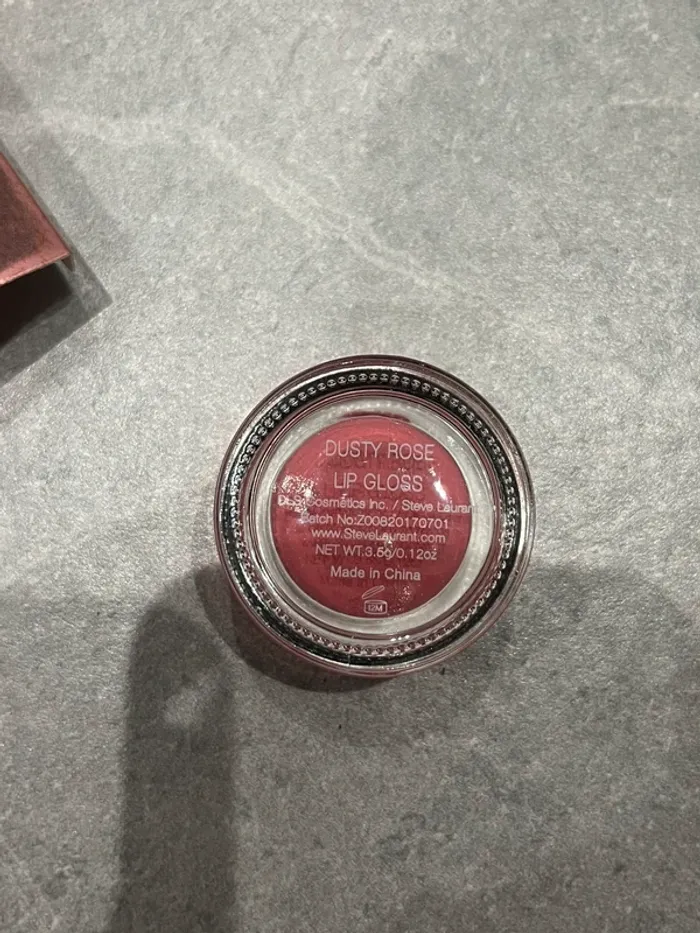 DUSTY ROSE
LIP GLOSS
Cosmetics Inc. / Steve Lauran
Batch No:Z00820170701
www.SteveLaurant.com
NET WT.3.5g/0.12oz
Made in China
12M